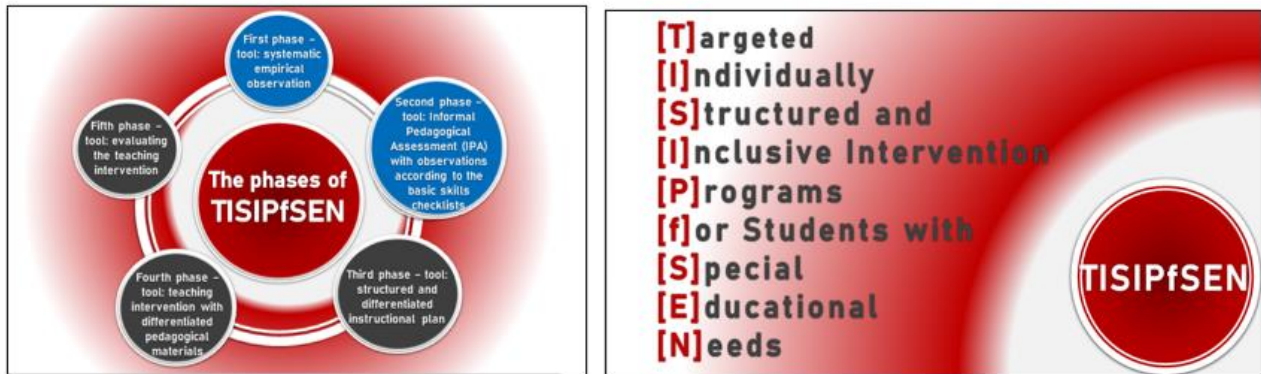 First phase –
tool: systematic
empirical
observation
Second phase –
tool: Informal
Pedagogical
Assessment (IPA)
with observations
according to the
basic skills
checklists
Third phase – tool:
structured and
differentiated
instructional plan
Fourth phase –
tool: teaching
intervention with
differentiated
pedagogical
materials
Fifth phase –
tool: evaluating
the teaching
intervention
The phases of
TISIPfSEN
[T]argeted
[I]ndividually
[S]tructured and
[I]nclusive Intervention
[P]rograms
[f]or Students with
[S]pecial
[E]ducational
[N]eeds
TISIPfSEN